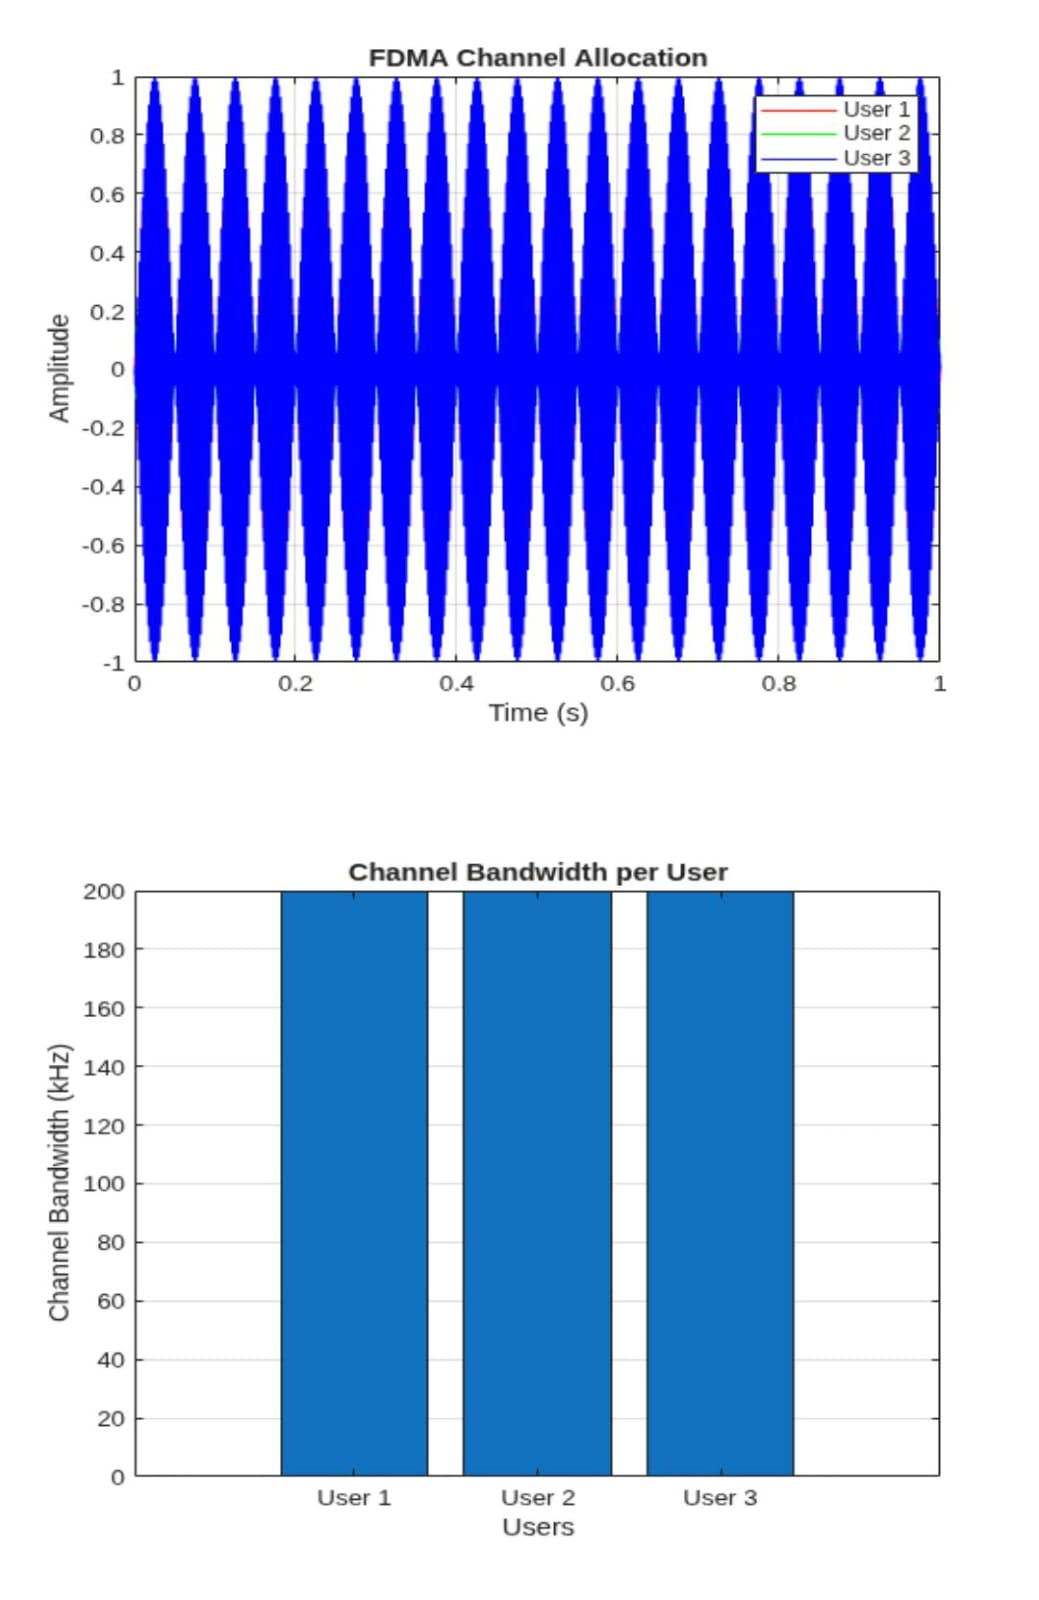 FDMA Channel Allocation
1
0.8
0.6
0.4
0.2
0
-0.2
-0.4
-0.6
-0.8
-1
Amplitude
User 1
User 2
User 3
0 0.2 0.4 0.6 0.8 1
Time (s)
Channel Bandwidth per User
200
180
160
140
120
100
80
60
40
20
0
Channel Bandwidth (kHz)
User 1 User 2 User 3
Users